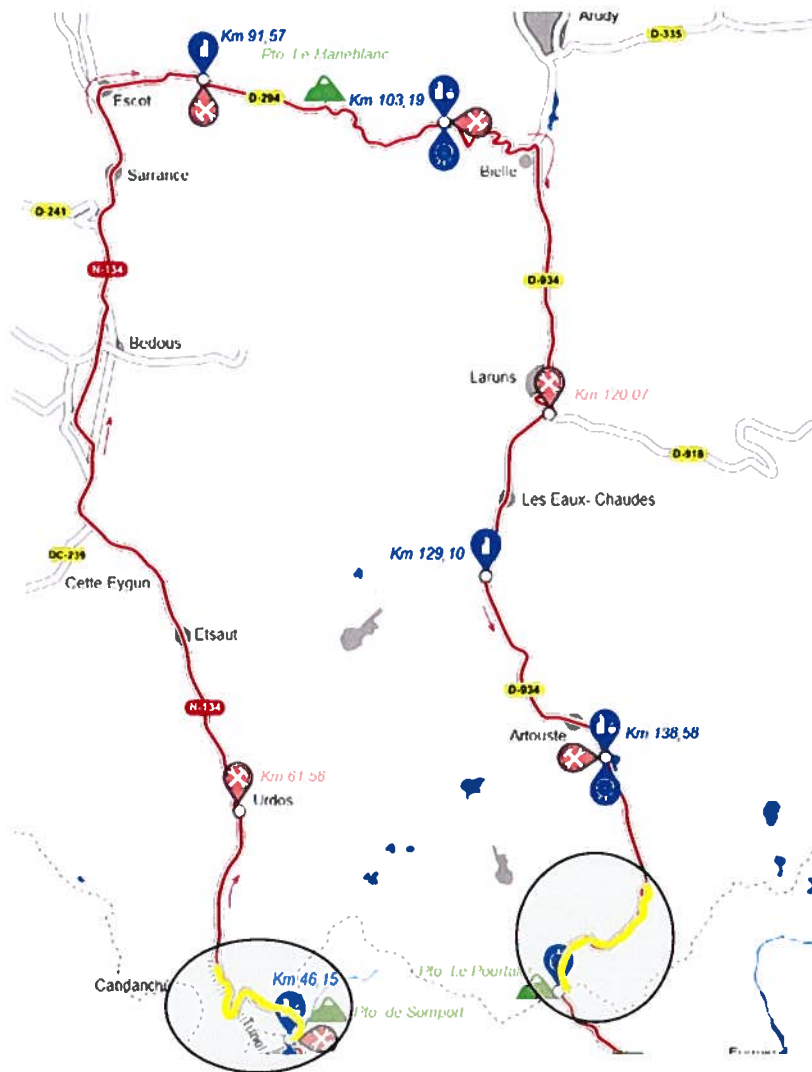 Arudy
D-335
Km 91,57
Pto. Le Marieblanc
Km 103,19
Escot
D-294
Bielle
Sarrance
D-241
N-134
D-934
Bedous
Laruns
Km 120,07
D-918
Les Eaux- Chaudes
Km 129,10
DC-239
Cette Eygun
Etsaut
D-934
N-134
Artouste
Km 138,58
Km 61,56
Urdos
Candanchú
Km 46,15
Pto. Le Pourtalet
Pto. de Somport
Túnel